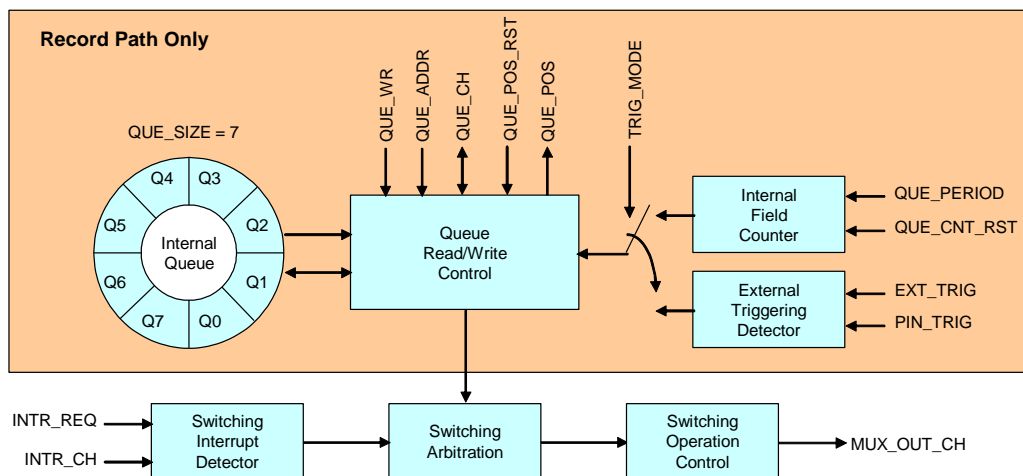 Record Path Only
QUE_WR
QUE_ADDR
QUE_CH
QUE_POS_RST
QUE_POS
TRIG_MODE
QUE_SIZE = 7
Q4
Q3
Q5
Q2
Q6
Q1
Q7
Q0
Internal
Queue
Queue
Read/Write
Control
Internal
Field
Counter
QUE_PERIOD
QUE_CNT_RST
External
Triggering
Detector
EXT_TRIG
PIN_TRIG
INTR_REQ
INTR_CH
Switching
Interrupt
Detector
Switching
Arbitration
Switching
Operation
Control
MUX_OUT_CH